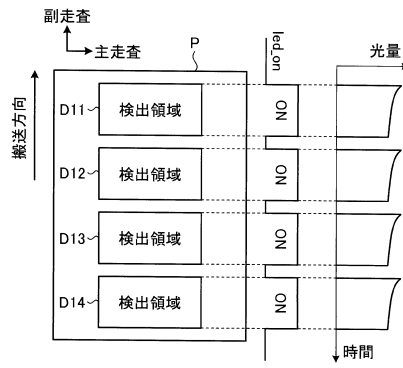 副走査
主走査
P
led_on
光量
搬送方向
D11
検出領域
ON
D12
検出領域
ON
D13
検出領域
ON
D14
検出領域
ON
時間